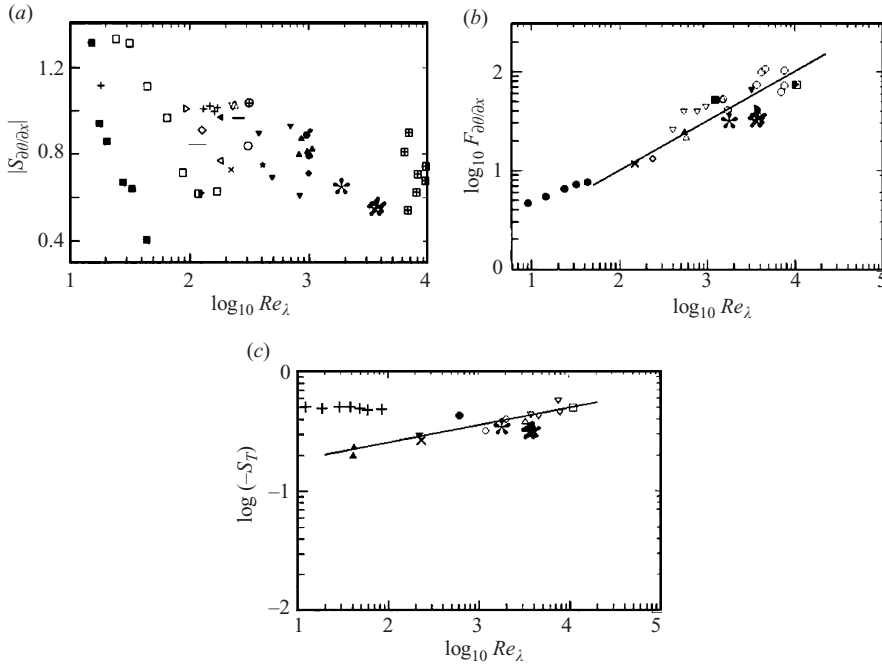 (a)
1.2
0.8
0.4
|S∂θ/∂x|
1 2 3 4
log10 Reλ
(b)
2
1
0
log10 F∂θ/∂x
1 2 3 4 5
log10 Reλ
(c)
0
−1
−2
log (−ST)
1 2 3 4 5
log10 Reλ